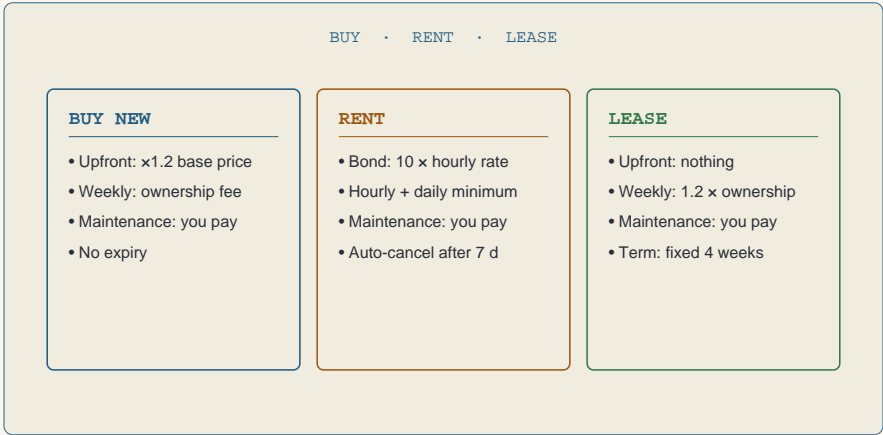 BUY · RENT · LEASE
BUY NEW
• Upfront: ×1.2 base price
• Weekly: ownership fee
• Maintenance: you pay
• No expiry
RENT
• Bond: 10 × hourly rate
• Hourly + daily minimum
• Maintenance: you pay
• Auto-cancel after 7 d
LEASE
• Upfront: nothing
• Weekly: 1.2 × ownership
• Maintenance: you pay
• Term: fixed 4 weeks